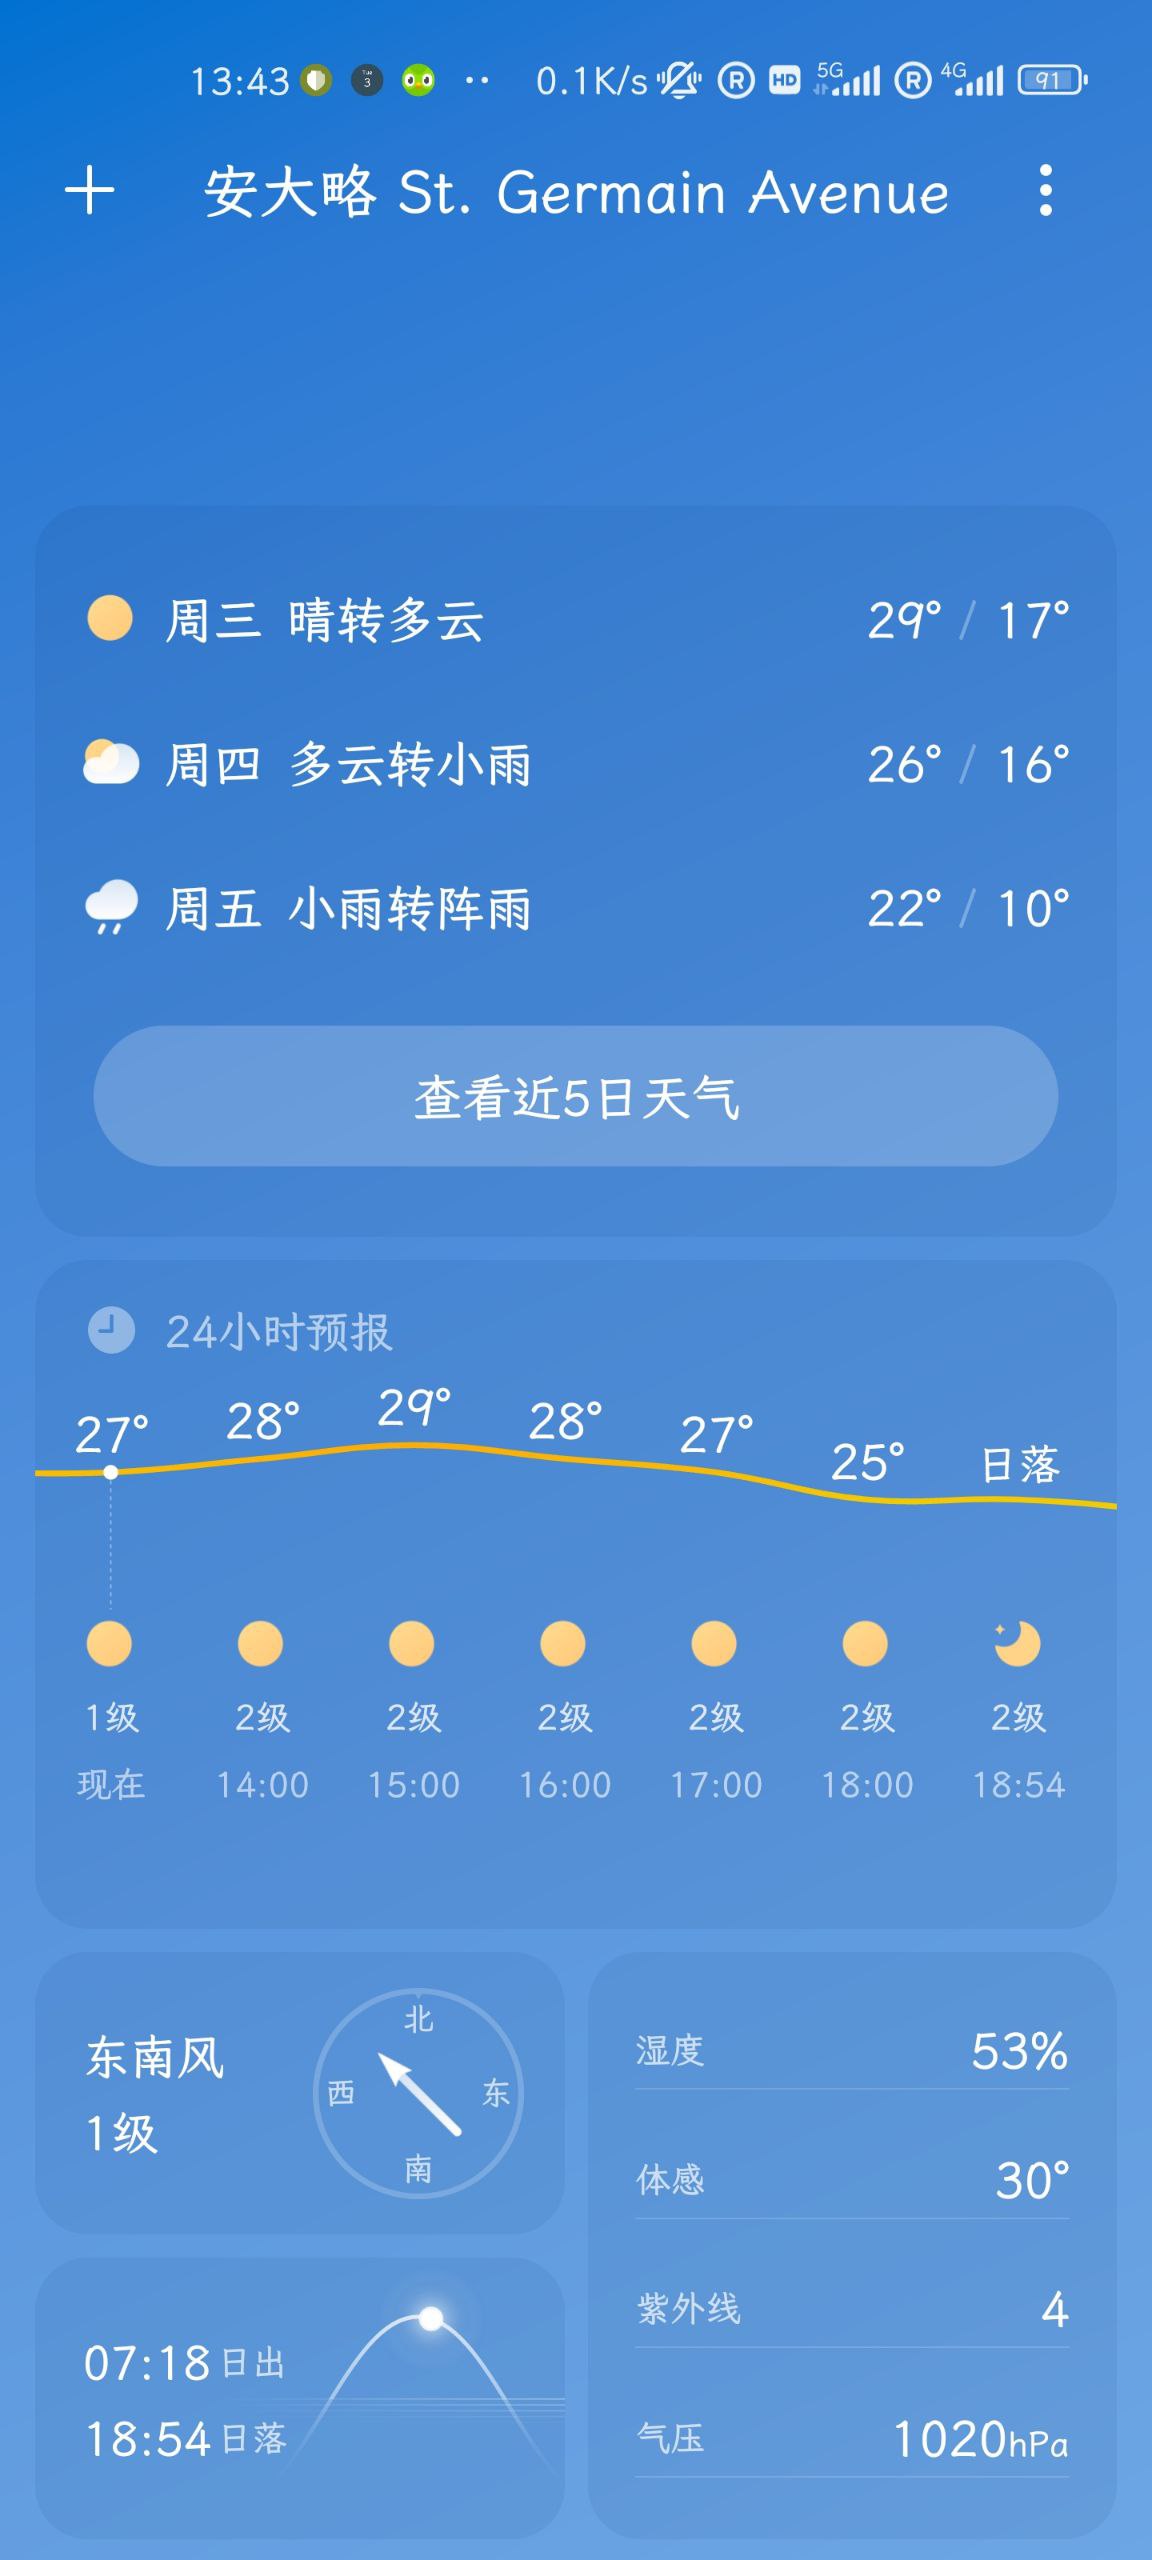 13:43 Tue 3 0.1K/s R HD 5G R 4G 91
安大略 St. Germain Avenue
周三 晴转多云 29° / 17°
周四 多云转小雨 26° / 16°
周五 小雨转阵雨 22° / 10°
查看近5日天气
24小时预报
27° 28° 29° 28° 27° 25° 日落
1级 2级 2级 2级 2级 2级 2级
现在 14:00 15:00 16:00 17:00 18:00 18:54
东南风
1级
北
西 东
南
07:18 日出
18:54 日落
湿度 53%
体感 30°
紫外线 4
气压 1020hPa